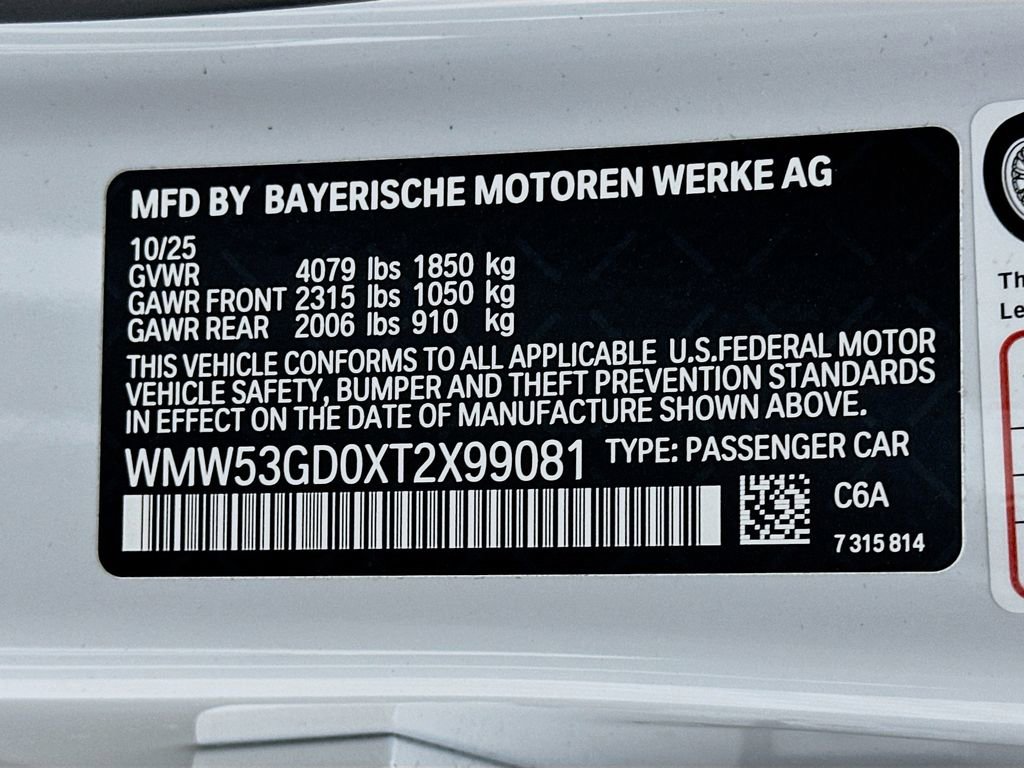 MFD BY BAYERISCHE MOTOREN WERKE AG
10/25
GVWR 4079 lbs 1850 kg
GAWR FRONT 2315 lbs 1050 kg
GAWR REAR 2006 lbs 910 kg
THIS VEHICLE CONFORMS TO ALL APPLICABLE U.S.FEDERAL MOTOR
VEHICLE SAFETY, BUMPER AND THEFT PREVENTION STANDARDS
IN EFFECT ON THE DATE OF MANUFACTURE SHOWN ABOVE.
WMW53GD0XT2X99081 TYPE: PASSENGER CAR
C6A
7 315 814
Th
Le